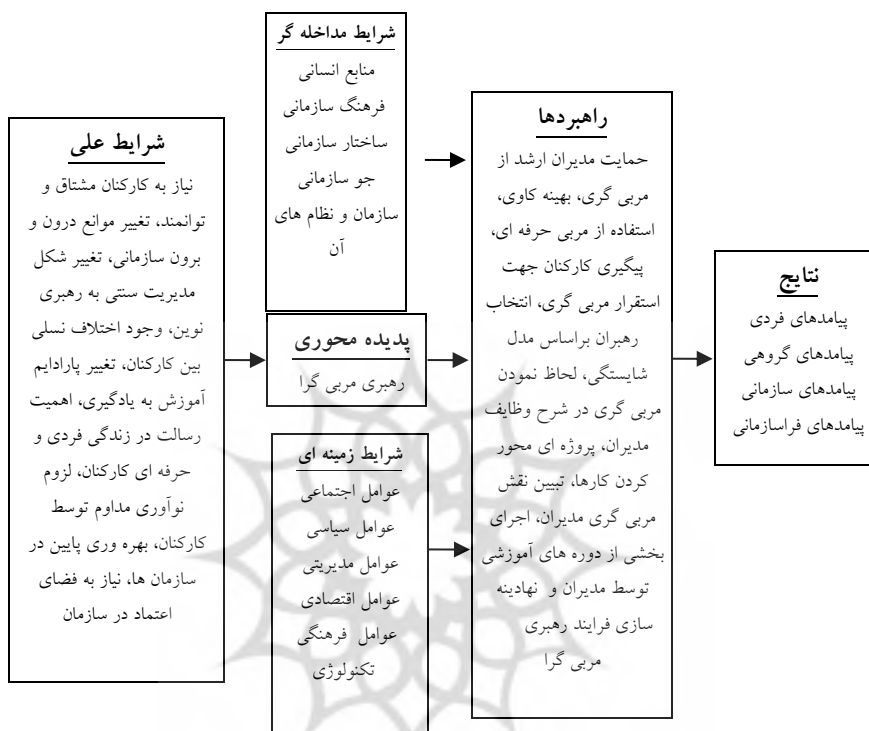 شرایط مداخله گر
منابع انسانی
فرهنگ سازمانی
ساختار سازمانی
جو سازمانی
سازمان و نظام های
آن
شرایط علی
نیاز به کارکنان مشتاق و
توانمند، تغییر موانع درون و
برون سازمانی، تغییر شکل
مدیریت سنتی به رهبری
نوین، وجود اختلاف نسلی
بین کارکنان، تغییر پارادایم
آموزش به یادگیری، اهمیت
رسالت در زندگی فردی و
حرفه ای کارکنان، لزوم
نوآوری مداوم توسط
کارکنان، بهره وری پایین در
سازمان ها، نیاز به فضای
اعتماد در سازمان
پدیده محوری
رهبری مربی گرا
شرایط زمینه ای
عوامل اجتماعی
عوامل سیاسی
عوامل مدیریتی
عوامل اقتصادی
عوامل فرهنگی
تکنولوژی
راهبردها
حمایت مدیران ارشد از
مربی گری، بهینه کاوی،
استفاده از مربی حرفه ای،
پیگیری کارکنان جهت
استقرار مربی گری، انتخاب
رهبران براساس مدل
شایستگی، لحاظ نمودن
مربی گری در شرح وظایف
مدیران، پروژه ای محور
کردن کارها، تبیین نقش
مربی گری مدیران، اجرای
بخشی از دوره های آموزشی
توسط مدیران و نهادینه
سازی فرایند رهبری
مربی گرا
نتایج
پیامدهای فردی
پیامدهای گروهی
پیامدهای سازمانی
پیامدهای فراسازمانی